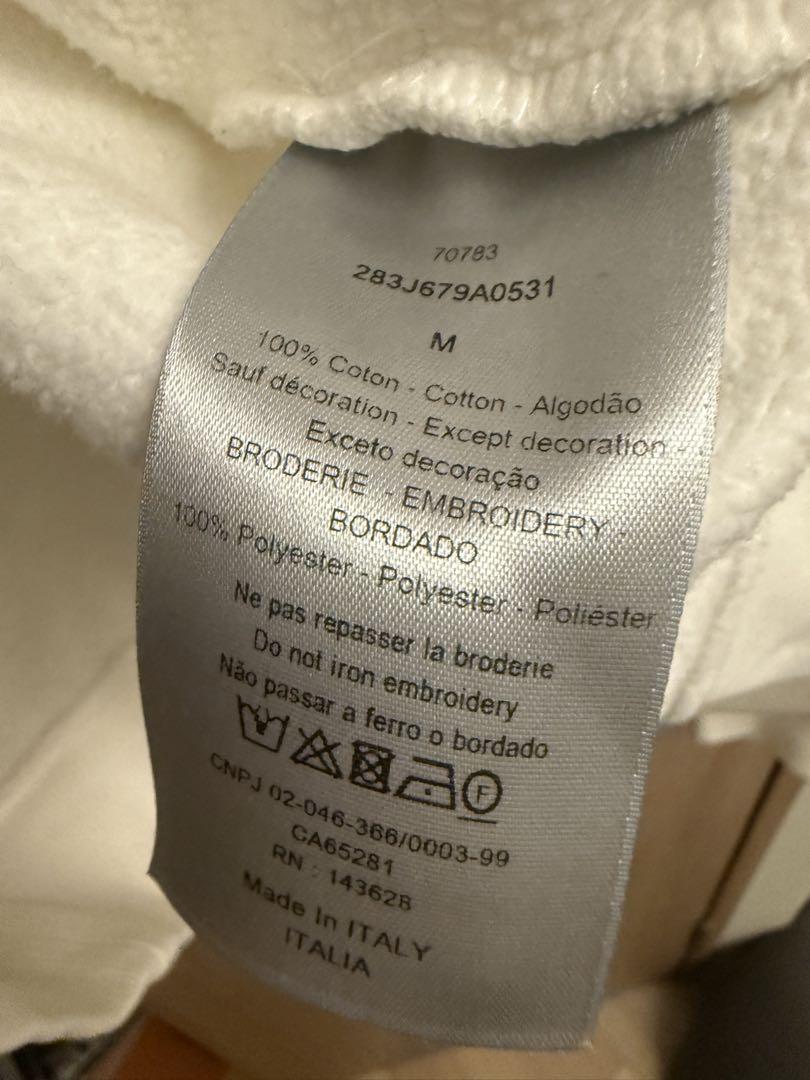 70783
283J679A0531
M
100% Coton - Cotton - Algodão
Sauf décoration - Except decoration -
Exceto decoração
BRODERIE - EMBROIDERY -
BORDADO
100% Polyester - Polyester - Poliéster
Ne pas repasser la broderie
Do not iron embroidery
Não passar a ferro o bordado
F
CNPJ 02-046-366/0003-99
CA65281
RN : 143628
Made In ITALY
ITALIA